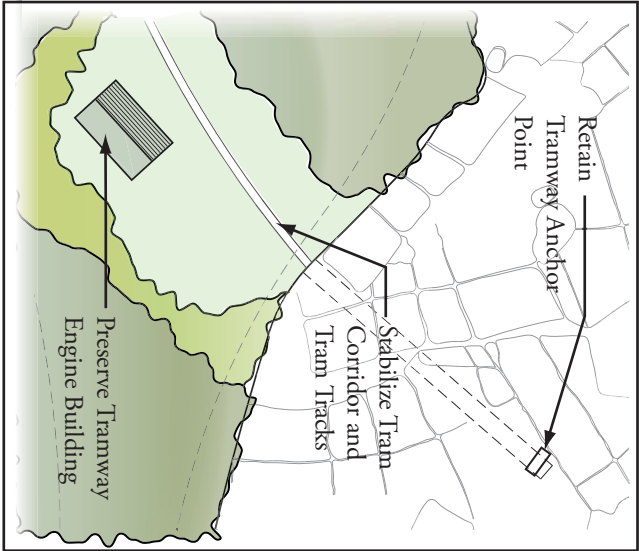 Retain
Tramway Anchor
Point
Stabilize Tram
Corridor and
Tram Tracks
Preserve Tramway
Engine Building